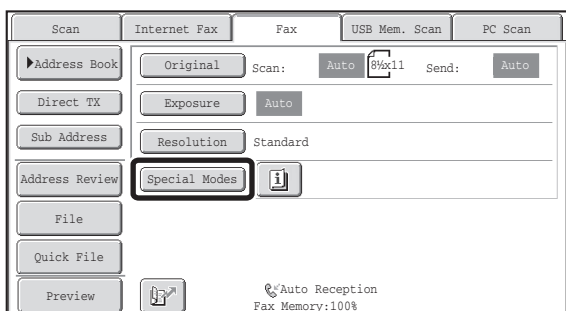 Scan Internet Fax Fax USB Mem. Scan PC Scan
Address Book Original Scan: Auto 8½x11 Send: Auto
Direct TX Exposure Auto
Sub Address Resolution Standard
Address Review Special Modes
File
Quick File
Preview Auto Reception
Fax Memory:100%